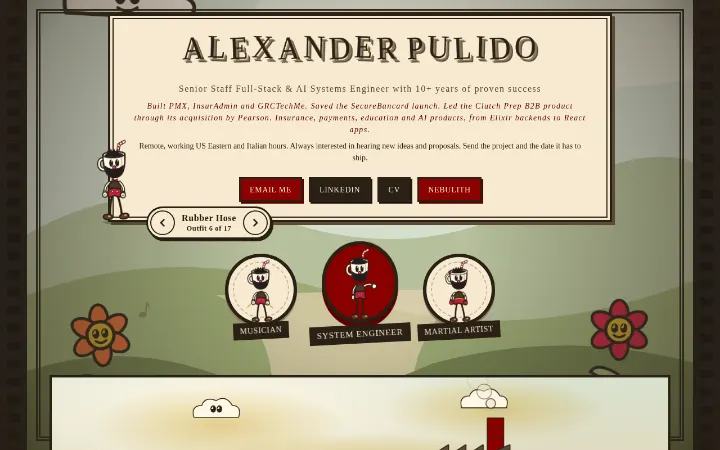 ALEXANDER PULIDO
Senior Staff Full-Stack & AI Systems Engineer with 10+ years of proven success
Built PMX, InsurAdmin and GRCTechMe. Saved the SecureBancard launch. Led the Clutch Prep B2B product
through its acquisition by Pearson. Insurance, payments, education and AI products, from Elixir backends to React
apps.
Remote, working US Eastern and Italian hours. Always interested in hearing new ideas and proposals. Send the project and the date it has to
ship.
EMAIL ME
LINKEDIN
CV
NEBULITH
Rubber Hose
Outfit 6 of 17
MUSICIAN
SYSTEM ENGINEER
MARTIAL ARTIST